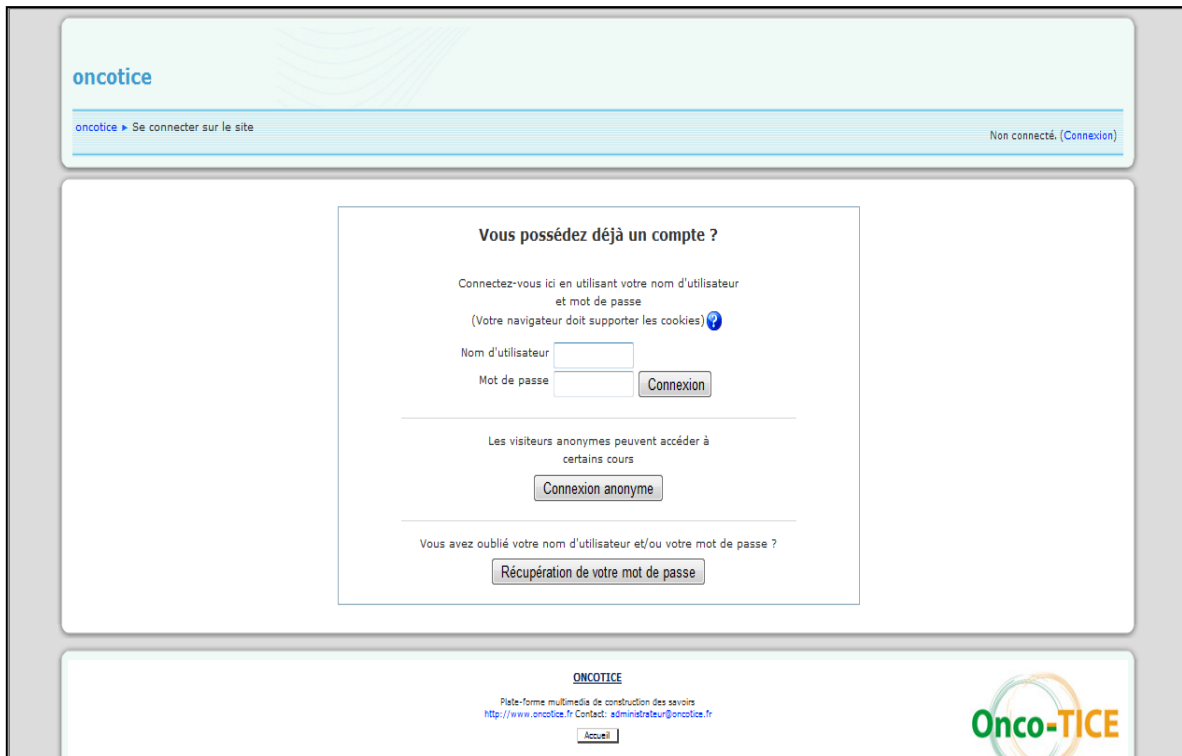 oncotice
oncotice ► Se connecter sur le site
Non connecté. (Connexion)
Vous possédez déjà un compte ?
Connectez-vous ici en utilisant votre nom d'utilisateur
et mot de passe
(Votre navigateur doit supporter les cookies) ?
Nom d'utilisateur
Mot de passe Connexion
Les visiteurs anonymes peuvent accéder à
certains cours
Connexion anonyme
Vous avez oublié votre nom d'utilisateur et/ou votre mot de passe ?
Récupération de votre mot de passe
ONCOTICE
Plate-forme multimedia de construction des savoirs
http://www.oncotice.fr Contact: administrateur@oncotice.fr
Accueil
Onco-TICE